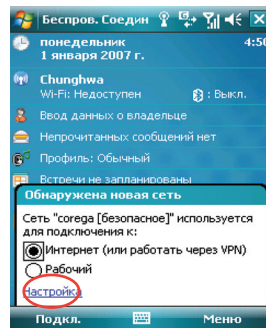 Беспров. Соедин
понедельник 4:50
1 января 2007 г.
Chunghwa
Wi-Fi: Недоступен : Выкл.
Ввод данных о владельце
Непрочитанных сообщений нет
Профиль: Обычный
Встречи не запланированы
Обнаружена новая сеть
Сеть "corega [безопасное]" используется
для подключения к:
Интернет (или работать через VPN)
Рабочий
Настройка
Подкл. Меню